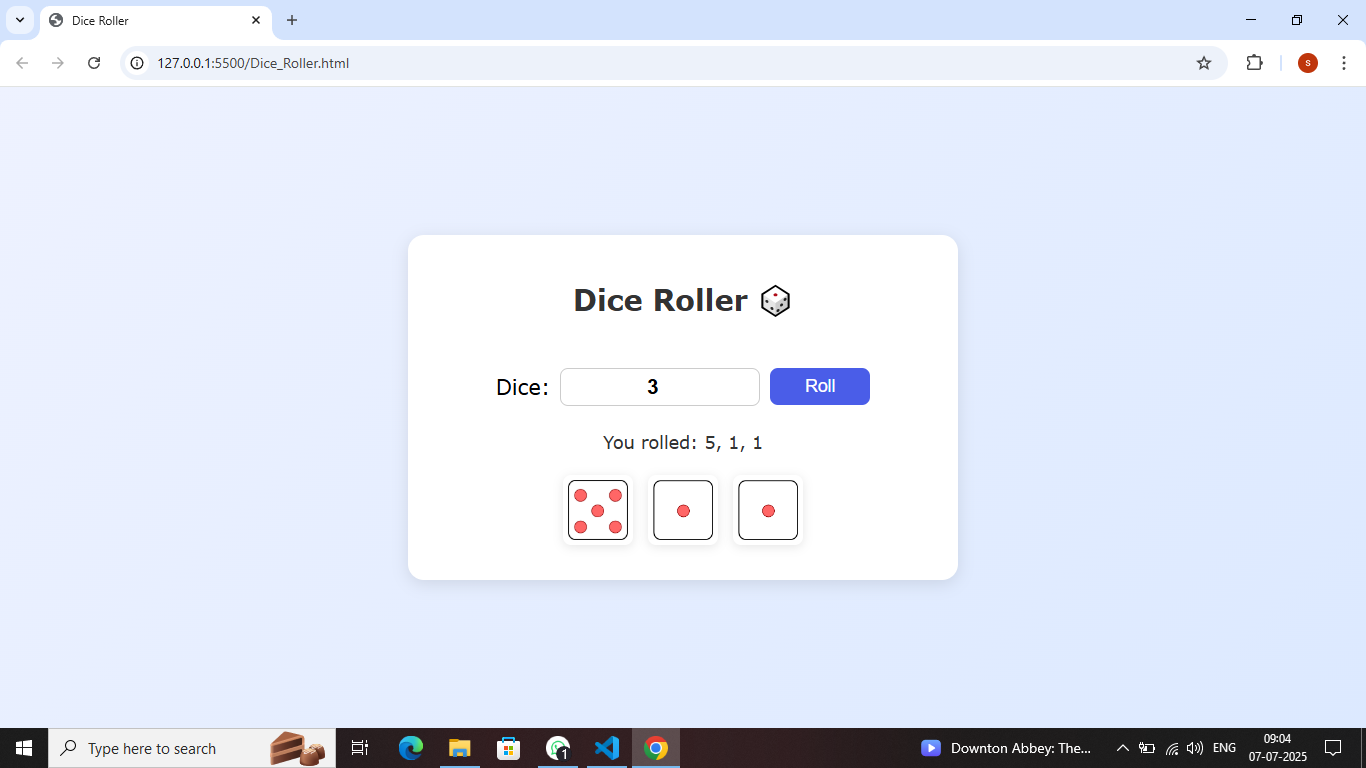 Dice Roller
127.0.0.1:5500/Dice_Roller.html
s
Dice Roller
Dice: 3 Roll
You rolled: 5, 1, 1
Type here to search
1
Downton Abbey: The...
ENG
09:04
07-07-2025